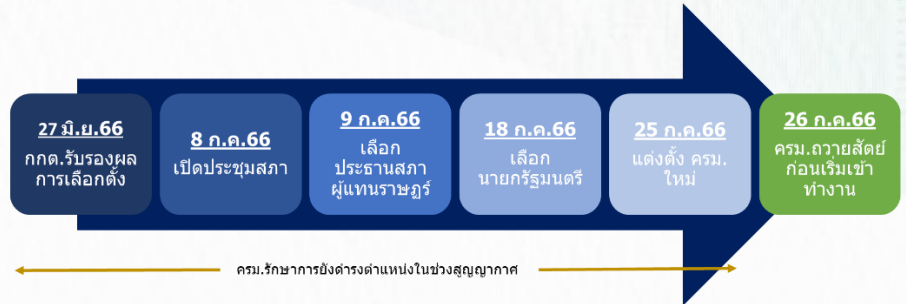 27 มิ.ย.66
กกต.รับรองผล
การเลือกตั้ง
8 ก.ค.66
เปิดประชุมสภา
9 ก.ค.66
เลือก
ประธานสภา
ผู้แทนราษฎร์
18 ก.ค.66
เลือก
นายกรัฐมนตรี
25 ก.ค.66
แต่งตั้ง ครม.
ใหม่
26 ก.ค.66
ครม.ถวายสัตย์
ก่อนเริ่มเข้า
ทำงาน
ครม.รักษาการยังดำรงตำแหน่งในช่วงสูญญากาศ